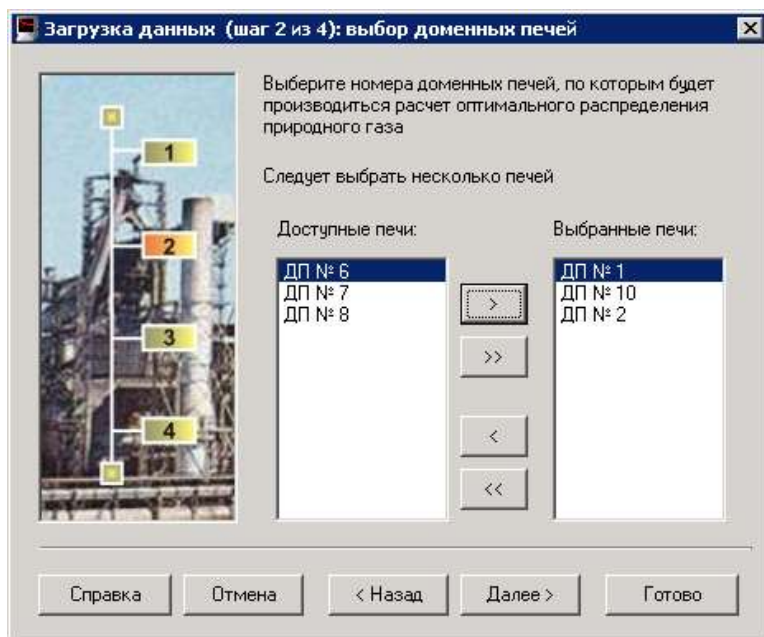 Загрузка данных (шаг 2 из 4): выбор доменных печей
Выберите номера доменных печей, по которым будет
производиться расчет оптимального распределения
природного газа
Следует выбрать несколько печей
1
2
3
4
Доступные печи:
ДП № 6
ДП № 7
ДП № 8
>
>>
<
<<
Выбранные печи:
ДП № 1
ДП № 10
ДП № 2
Справка
Отмена
< Назад
Далее >
Готово